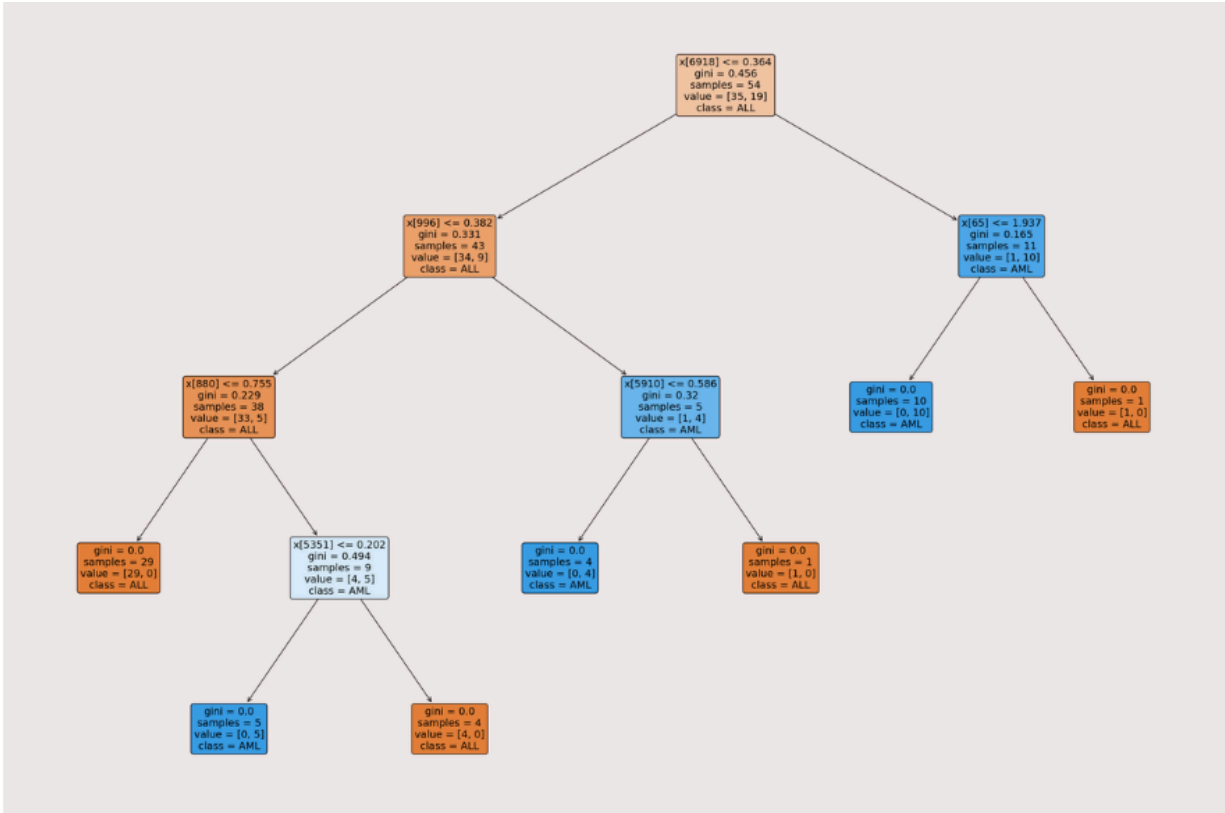 x[6918] <= 0.364
gini = 0.456
samples = 54
value = [35, 19]
class = ALL
x[996] <= 0.382
gini = 0.331
samples = 43
value = [34, 9]
class = ALL
x[65] <= 1.937
gini = 0.165
samples = 11
value = [1, 10]
class = AML
x[880] <= 0.755
gini = 0.229
samples = 38
value = [33, 5]
class = ALL
x[5910] <= 0.586
gini = 0.32
samples = 5
value = [1, 4]
class = AML
gini = 0.0
samples = 10
value = [0, 10]
class = AML
gini = 0.0
samples = 1
value = [1, 0]
class = ALL
gini = 0.0
samples = 29
value = [29, 0]
class = ALL
x[5351] <= 0.202
gini = 0.494
samples = 9
value = [4, 5]
class = AML
gini = 0.0
samples = 4
value = [0, 4]
class = AML
gini = 0.0
samples = 1
value = [1, 0]
class = ALL
gini = 0.0
samples = 5
value = [0, 5]
class = AML
gini = 0.0
samples = 4
value = [4, 0]
class = ALL